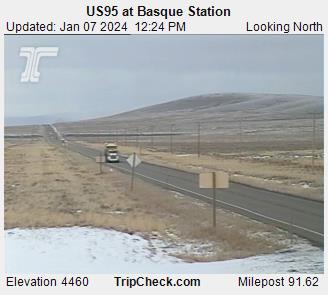 US95 at Basque Station
Updated: Jan 07 2024 12:24 PM Looking North
Elevation 4460 TripCheck.com Milepost 91.62